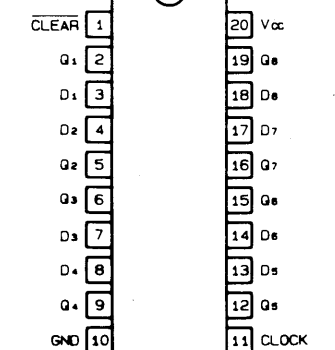 CLEAR 1 20 Vcc
Q1 2 19 Q8
D1 3 18 D8
D2 4 17 D7
Q2 5 16 Q7
Q3 6 15 Q6
D3 7 14 D6
D4 8 13 D5
Q4 9 12 Q5
GND 10 11 CLOCK